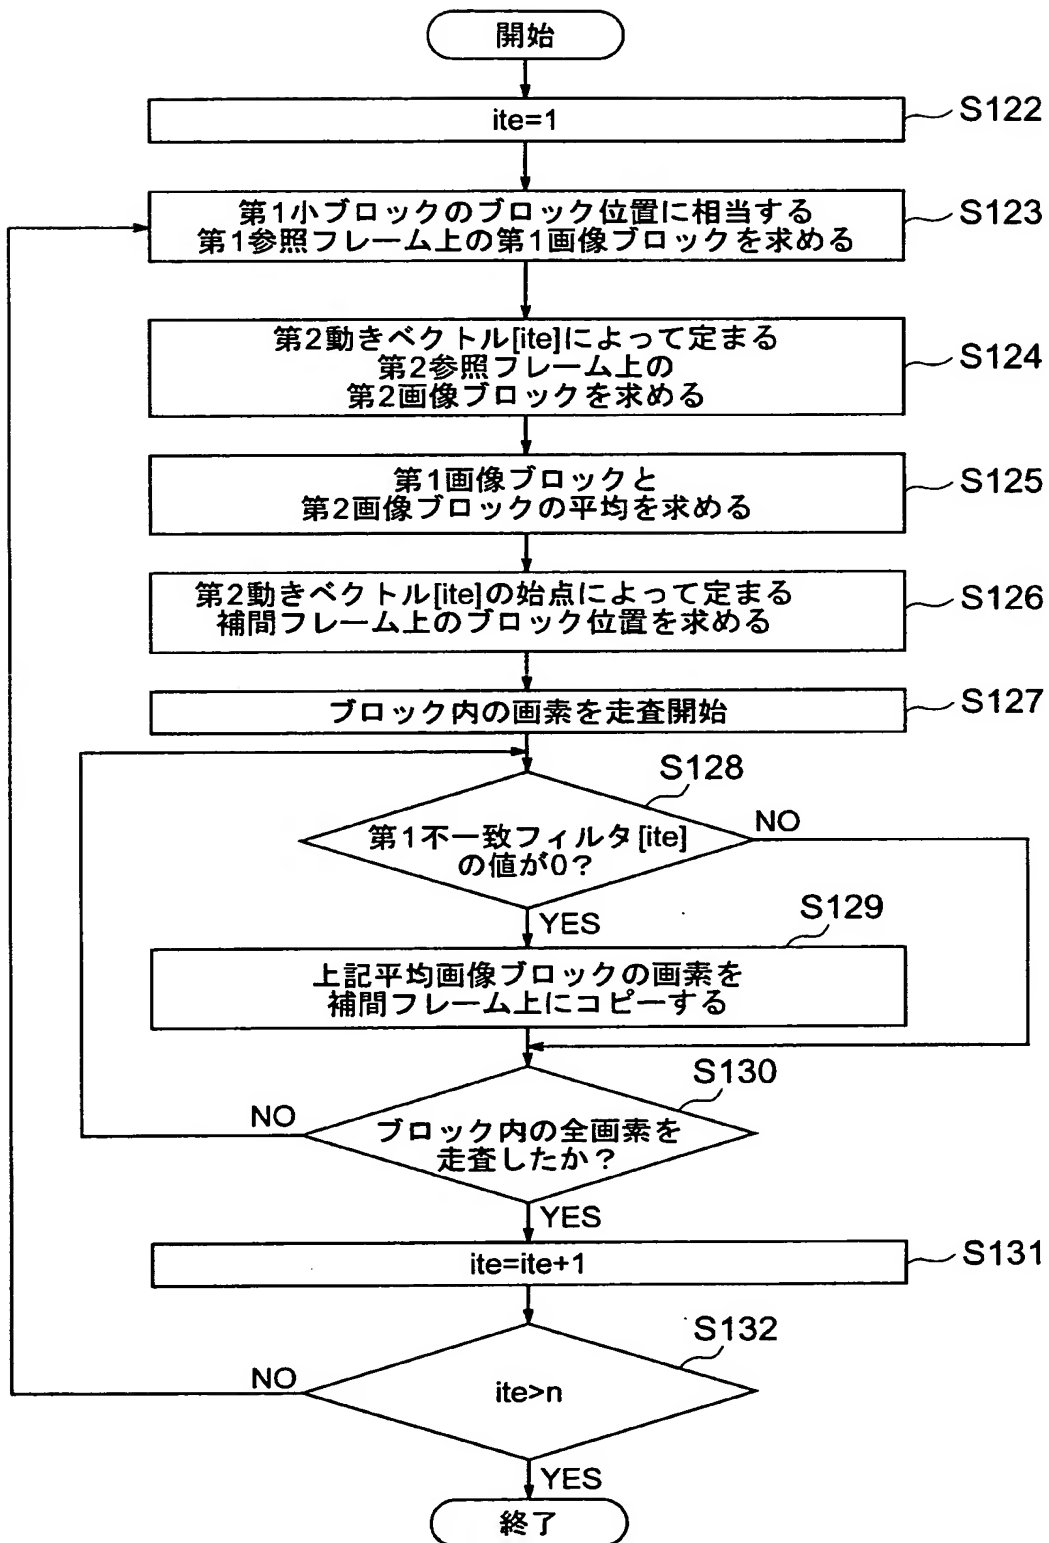 開始
ite=1
S122
第1小ブロックのブロック位置に相当する
第1参照フレーム上の第1画像ブロックを求める
S123
第2動きベクトル[ite]によって定まる
第2参照フレーム上の
第2画像ブロックを求める
S124
第1画像ブロックと
第2画像ブロックの平均を求める
S125
第2動きベクトル[ite]の始点によって定まる
補間フレーム上のブロック位置を求める
S126
ブロック内の画素を走査開始
S127
S128
第1不一致フィルタ[ite]
の値が0?
NO
YES
S129
上記平均画像ブロックの画素を
補間フレーム上にコピーする
S130
NO
ブロック内の全画素を
走査したか?
YES
ite=ite+1
S131
S132
NO
ite>n
YES
終了